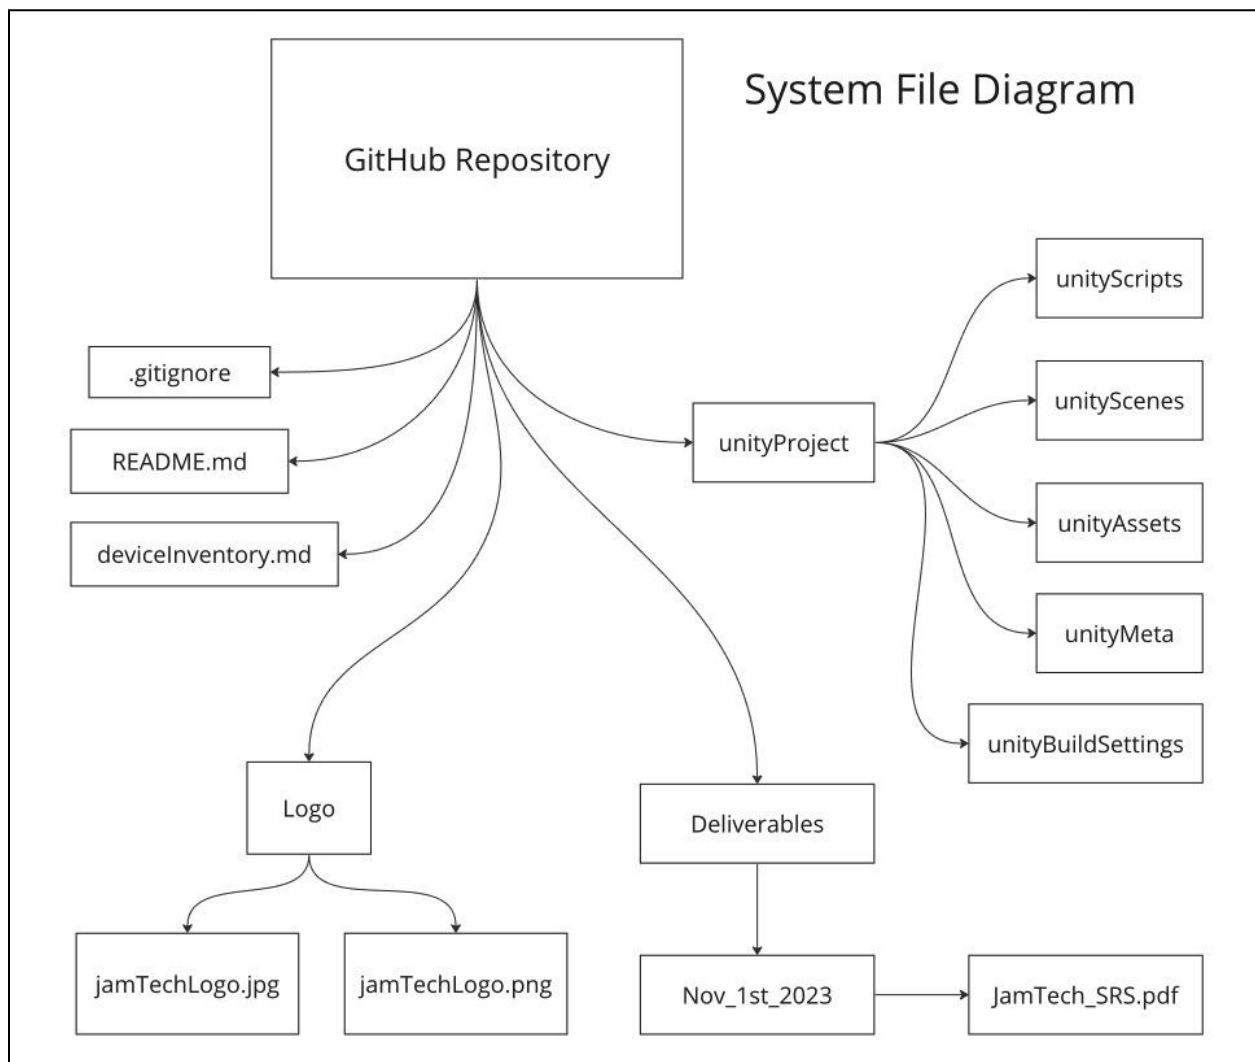 System File Diagram
GitHub Repository
unityScripts
.gitignore
unityScenes
README.md
unityProject
unityAssets
deviceInventory.md
unityMeta
unityBuildSettings
Logo
Deliverables
jamTechLogo.jpg
jamTechLogo.png
Nov_1st_2023
JamTech_SRS.pdf